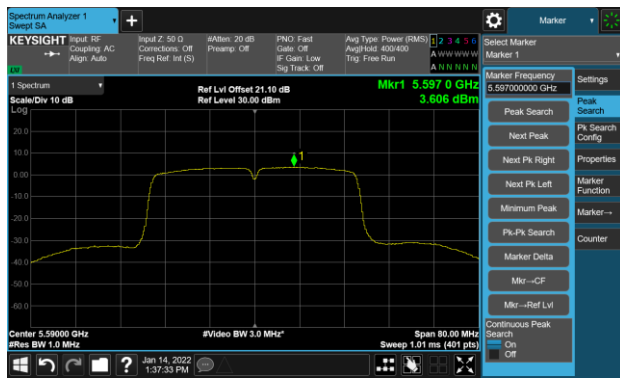 Spectrum Analyzer 1
Swept SA
+
Marker
KEYSIGHT
Input: RF
Coupling: AC
Align: Auto
Input Z: 50 Ω
Corrections: Off
Freq Ref: Int (S)
#Atten: 20 dB
Preamp: Off
PNO: Fast
Gate: Off
IF Gain: Low
Sig Track: Off
Avg Type: Power (RMS)
Avg|Hold: 400/400
Trig: Free Run
1 2 3 4 5 6
A W W W W W
A N N N N N
Select Marker
Marker 1
1 Spectrum
Scale/Div 10 dB
Log
Ref Lvl Offset 21.10 dB
Ref Level 30.00 dBm
Mkr1 5.597 0 GHz
3.606 dBm
20.0
10.0
0.00
-10.0
-20.0
-30.0
-40.0
-50.0
-60.0
1
Center 5.59000 GHz
#Res BW 1.0 MHz
#Video BW 3.0 MHz*
Span 80.00 MHz
Sweep 1.01 ms (401 pts)
Marker Frequency
5.597000000 GHz
Peak Search
Next Peak
Next Pk Right
Next Pk Left
Minimum Peak
Pk-Pk Search
Marker Delta
Mkr→CF
Mkr→Ref Lvl
Continuous Peak
Search
On
Off
Settings
Peak
Search
Pk Search
Config
Properties
Marker
Function
Marker→
Counter
?
Jan 14, 2022
1:37:33 PM